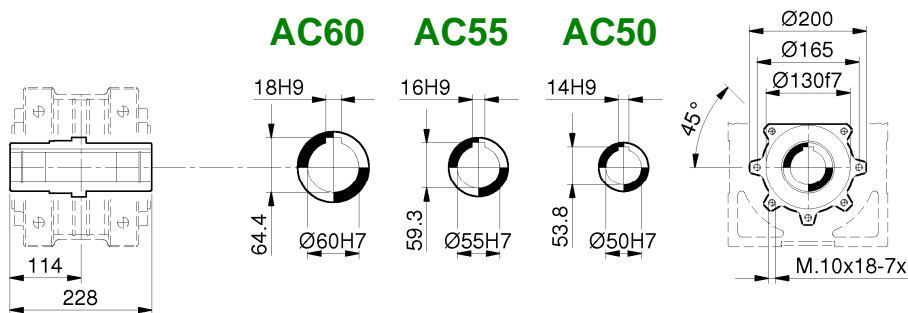 AC60 AC55 AC50
Ø200
Ø165
18H9 16H9 14H9 Ø130f7
45°
64.4 59.3 53.8
Ø60H7 Ø55H7 Ø50H7
114 M.10x18-7x
228